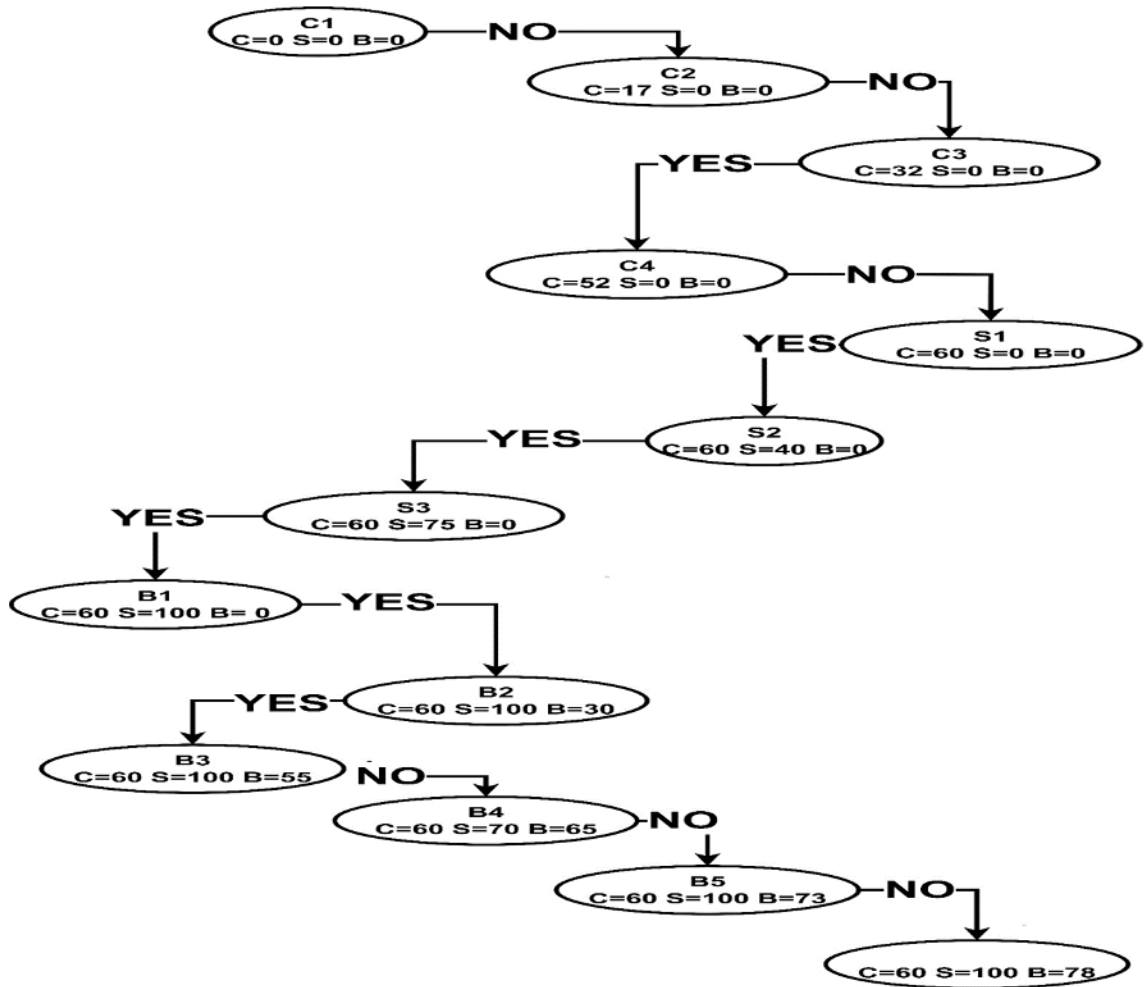 C1
C=0 S=0 B=0
NO
C2
C=17 S=0 B=0
NO
C3
C=32 S=0 B=0
YES
C4
C=52 S=0 B=0
NO
S1
C=60 S=0 B=0
YES
S2
C=60 S=40 B=0
YES
S3
C=60 S=75 B=0
YES
B1
C=60 S=100 B= 0
YES
B2
C=60 S=100 B=30
YES
B3
C=60 S=100 B=55
NO
B4
C=60 S=70 B=65
NO
B5
C=60 S=100 B=73
NO
C=60 S=100 B=78